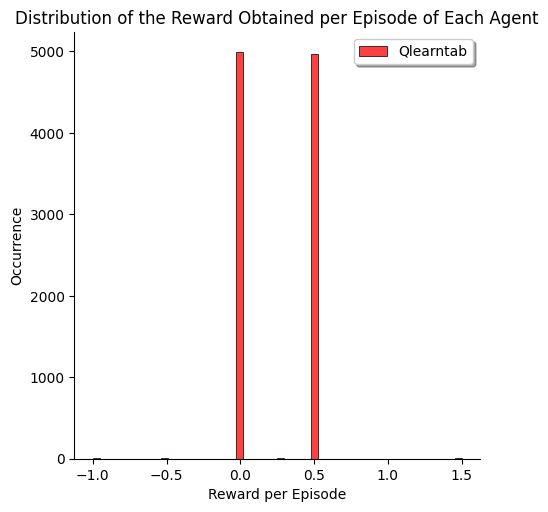 Distribution of the Reward Obtained per Episode of Each Agent
Qlearntab
5000
4000
3000
2000
1000
0
Occurrence
−1.0 −0.5 0.0 0.5 1.0 1.5
Reward per Episode